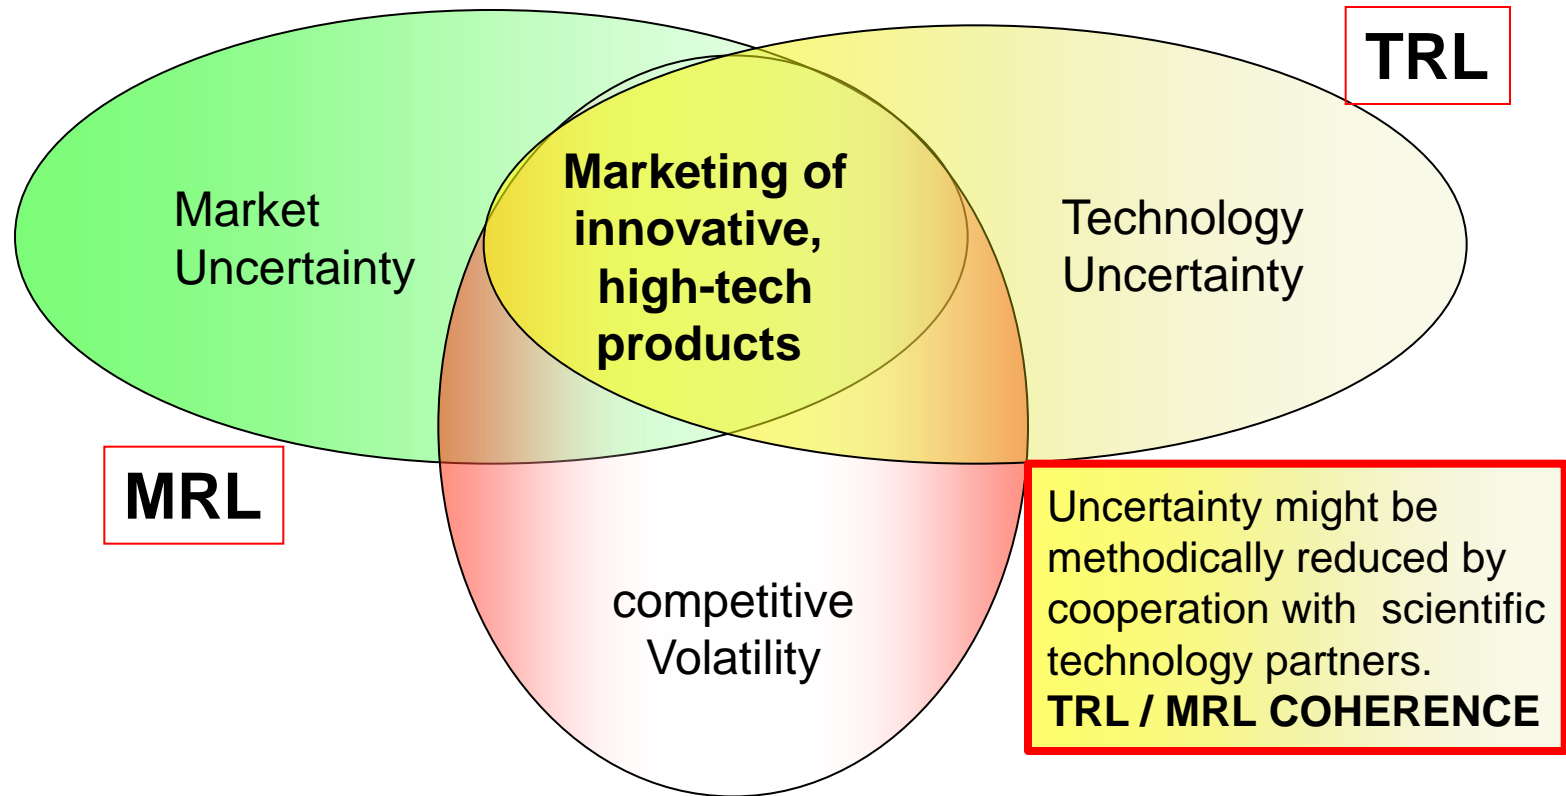 TRL
Marketing of
innovative,
high-tech
products
Market
Uncertainty
Technology
Uncertainty
MRL
competitive
Volatility
Uncertainty might be
methodically reduced by
cooperation with scientific
technology partners.
TRL / MRL COHERENCE